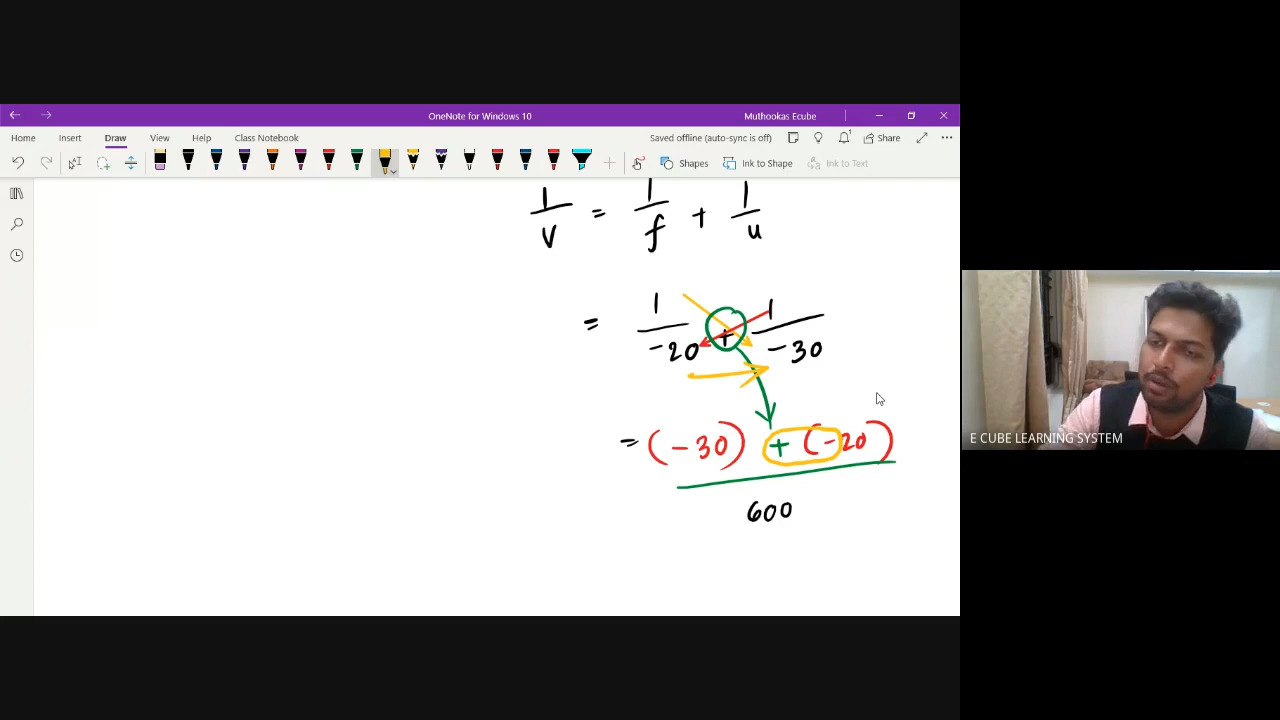 OneNote for Windows 10
Muthookas Ecube
Home Insert Draw View Help Class Notebook
Saved offline (auto-sync is off)
Share
Shapes
Ink to Shape
Ink to Text
1/v = 1/f + 1/u
= 1/-20 + 1/-30
= (-30) + (-20)
600
E CUBE LEARNING SYSTEM